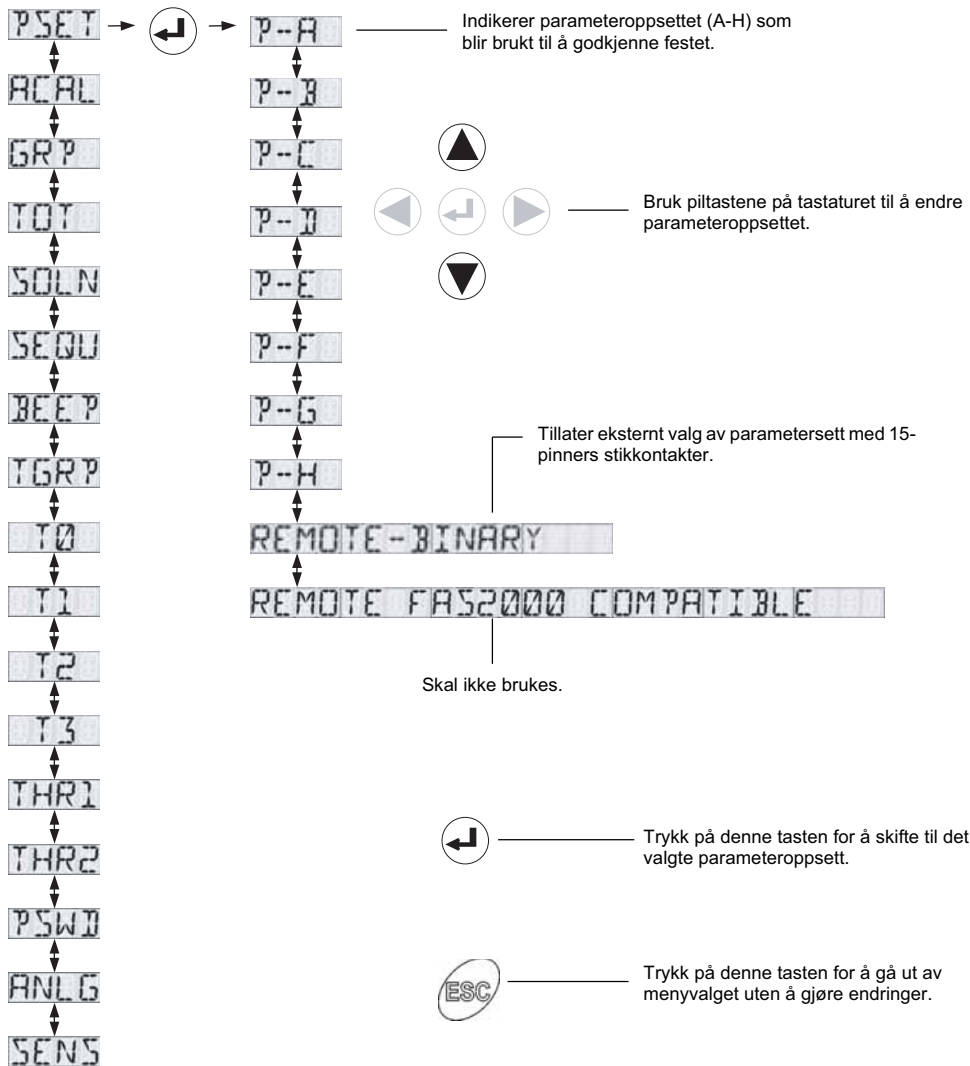 PSET
P-A
Indikerer parameteroppsettet (A-H) som
blir brukt til å godkjenne festet.
ACAL
P-B
GRP
P-C
TOT
P-D
Bruk piltastene på tastaturet til å endre
parameteroppsettet.
SOLN
P-E
SEQU
P-F
BEEP
P-G
Tillater eksternt valg av parametersett med 15-
pinners stikkontakter.
TGRP
P-H
T0
REMOTE-BINARY
T1
REMOTE FAS2000 COMPATIBLE
T2
Skal ikke brukes.
T3
THR1
THR2
Trykk på denne tasten for å skifte til det
valgte parameteroppsett.
PSWD
ANLG
ESC
Trykk på denne tasten for å gå ut av
menyvalget uten å gjøre endringer.
SENS